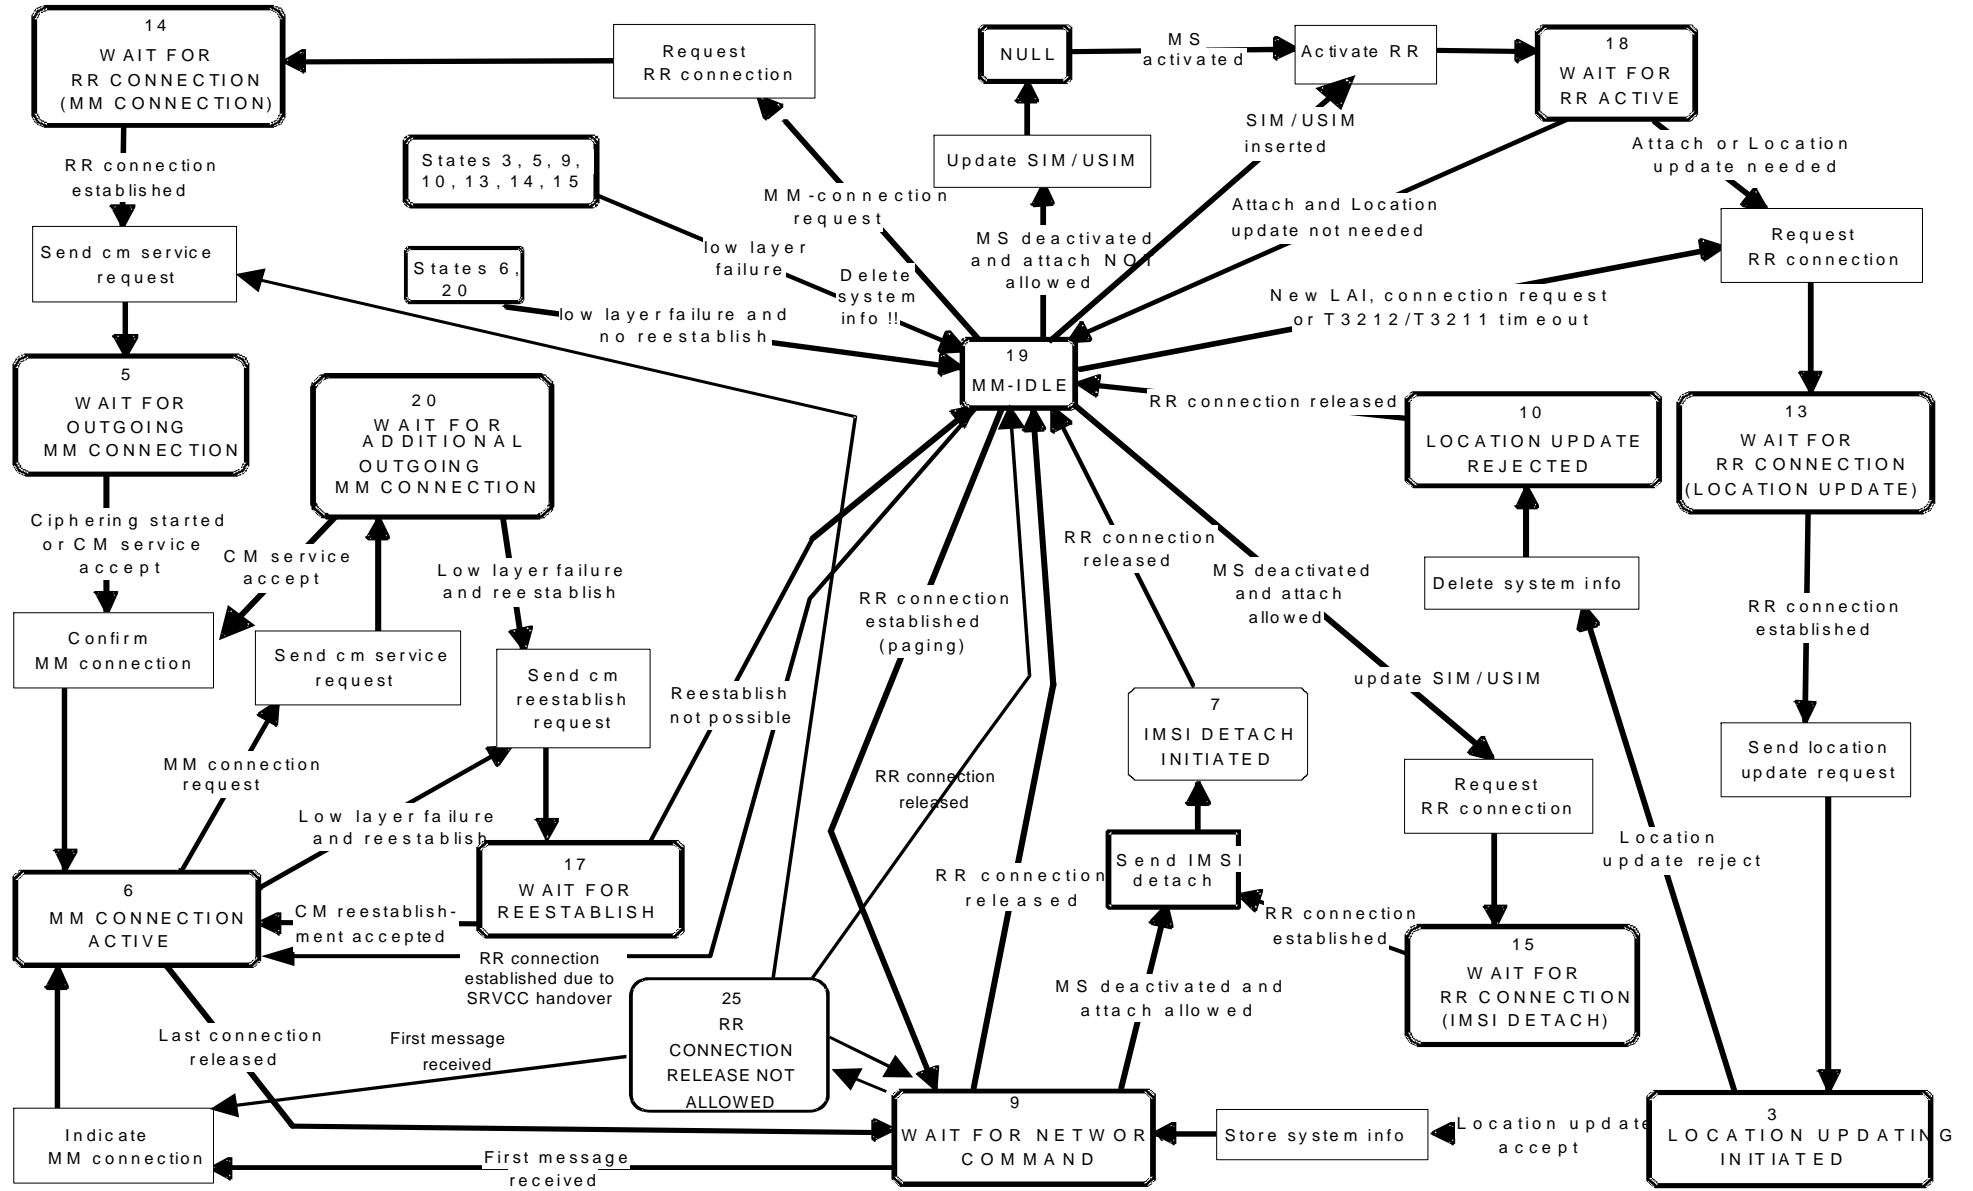 14
WAIT FOR
RR CONNECTION
(MM CONNECTION)
Request
RR connection
NULL
MS
activated
Activate RR
18
WAIT FOR
RR ACTIVE
RR connection
established
States 3, 5, 9,
10, 13, 14, 15
Update SIM/USIM
SIM/USIM
inserted
Attach or Location
update needed
MM-connection
request
Attach and Location
update not needed
Send cm service
request
low layer
failure
MS deactivated
and attach NOT
allowed
Request
RR connection
States 6,
20
Delete
system
info !!
low layer failure and
no reestablish
New LAI, connection request
or T3212/T3211 timeout
19
MM-IDLE
5
WAIT FOR
OUTGOING
MM CONNECTION
20
WAIT FOR
ADDITIONAL
OUTGOING
MM CONNECTION
RR connection released
10
LOCATION UPDATE
REJECTED
13
WAIT FOR
RR CONNECTION
(LOCATION UPDATE)
Ciphering started
or CM service
accept
CM service
accept
Low layer failure
and reestablish
RR connection
released
MS deactivated
and attach
allowed
Delete system info
RR connection
established
(paging)
RR connection
established
Confirm
MM connection
Send cm service
request
Send cm
reestablish
request
Reestablish
not possible
update SIM/USIM
7
IMSI DETACH
INITIATED
Send location
update request
MM connection
request
RR connection
released
Request
RR connection
Low layer failure
and reestablish
Location
update reject
17
WAIT FOR
REESTABLISH
Send IMSI
detach
6
MM CONNECTION
ACTIVE
CM reestablish-
ment accepted
RR connection
released
RR connection
established
RR connection
established due to
SRVCC handover
15
WAIT FOR
RR CONNECTION
(IMSI DETACH)
25
RR
CONNECTION
RELEASE NOT
ALLOWED
MS deactivated and
attach allowed
Last connection
released
First message
received
Indicate
MM connection
First message
received
9
WAIT FOR NETWOR
COMMAND
Store system info
Location update
accept
3
LOCATION UPDATING
INITIATED